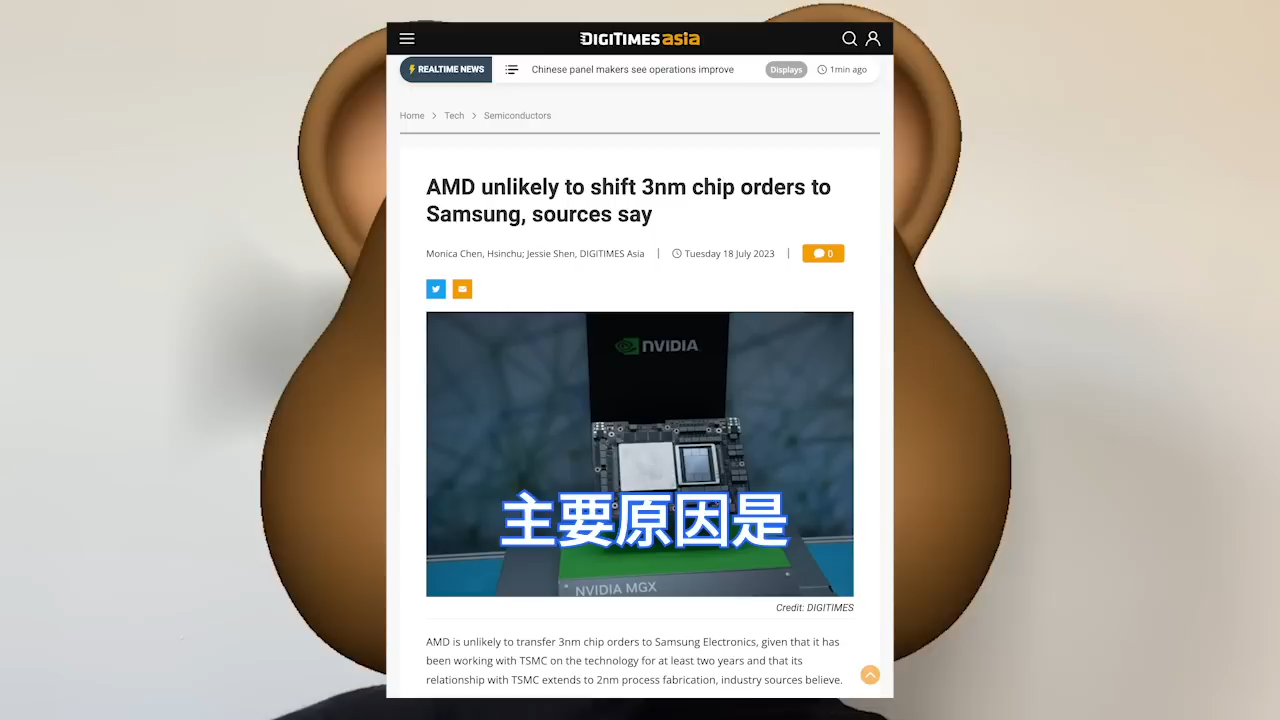 DIGITIMES asia
REALTIME NEWS
Chinese panel makers see operations improve
Displays
1min ago
Home > Tech > Semiconductors
AMD unlikely to shift 3nm chip orders to
Samsung, sources say
Monica Chen, Hsinchu; Jessie Shen, DIGITIMES Asia | Tuesday 18 July 2023 | 0
NVIDIA
主要原因是
NVIDIA MGX
Credit: DIGITIMES
AMD is unlikely to transfer 3nm chip orders to Samsung Electronics, given that it has
been working with TSMC on the technology for at least two years and that its
relationship with TSMC extends to 2nm process fabrication, industry sources believe.